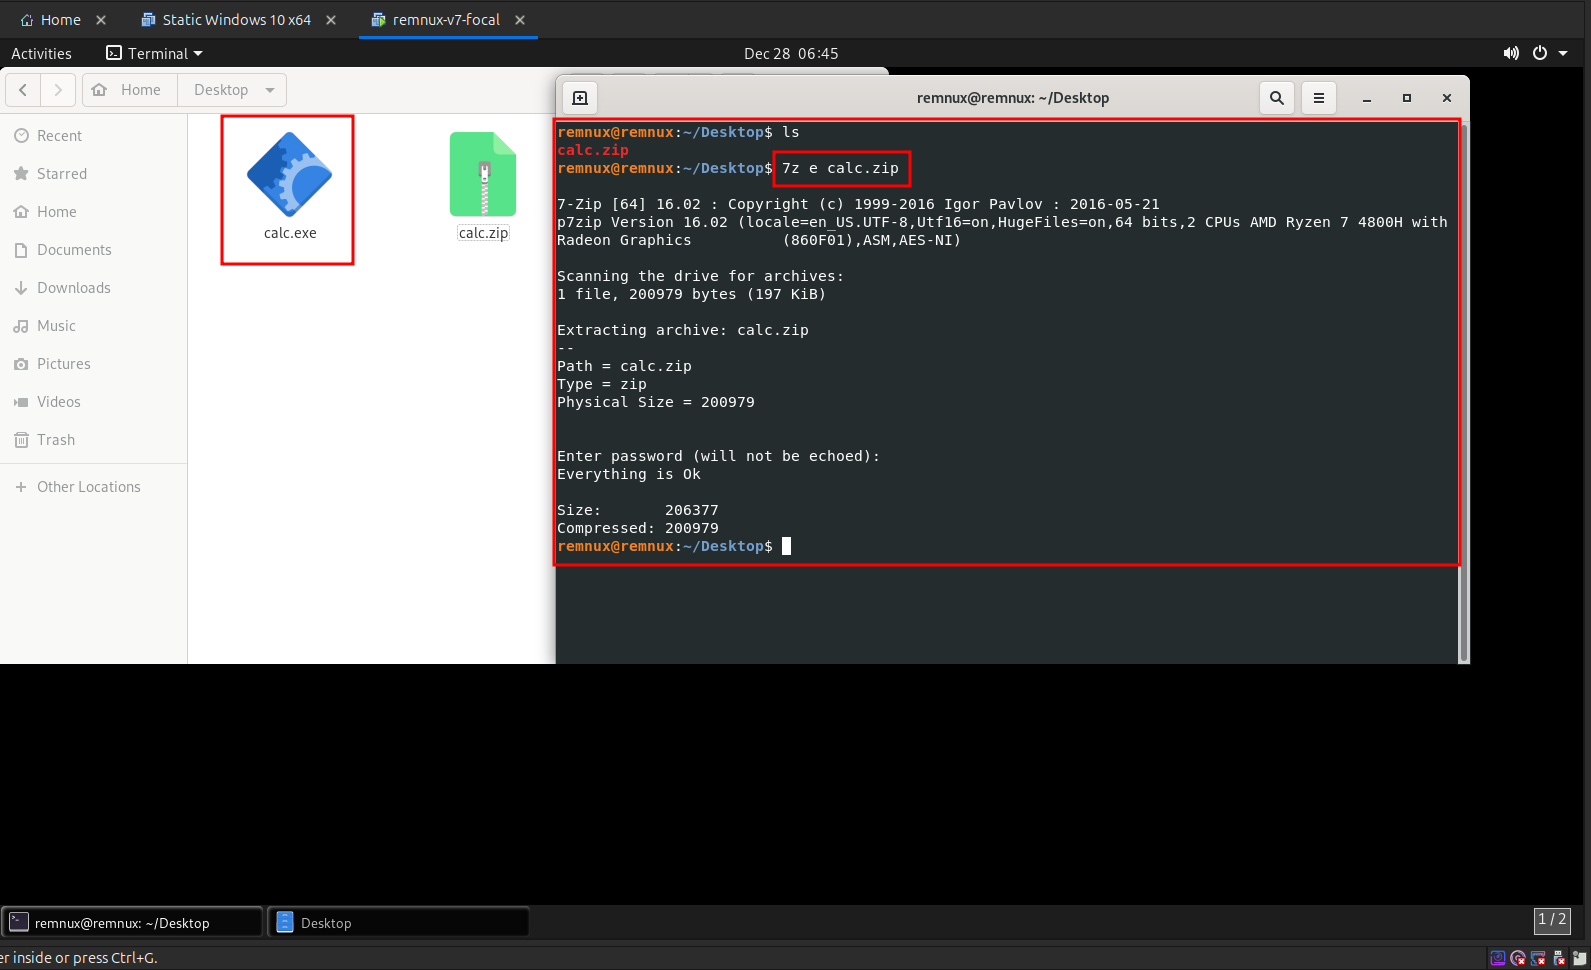 Home
Static Windows 10 x64
remnux-v7-focal
Activities
Terminal
Dec 28 06:45
Home
Desktop
Recent
Starred
Home
Documents
Downloads
Music
Pictures
Videos
Trash
Other Locations
calc.exe
calc.zip
remnux@remnux: ~/Desktop
remnux@remnux:~/Desktop$ ls
calc.zip
remnux@remnux:~/Desktop$ 7z e calc.zip
7-Zip [64] 16.02 : Copyright (c) 1999-2016 Igor Pavlov : 2016-05-21
p7zip Version 16.02 (locale=en_US.UTF-8,Utf16=on,HugeFiles=on,64 bits,2 CPUs AMD Ryzen 7 4800H with
Radeon Graphics          (860F01),ASM,AES-NI)
Scanning the drive for archives:
1 file, 200979 bytes (197 KiB)
Extracting archive: calc.zip
--
Path = calc.zip
Type = zip
Physical Size = 200979
Enter password (will not be echoed):
Everything is Ok
Size:       206377
Compressed: 200979
remnux@remnux:~/Desktop$
remnux@remnux: ~/Desktop
Desktop
1 / 2
er inside or press Ctrl+G.